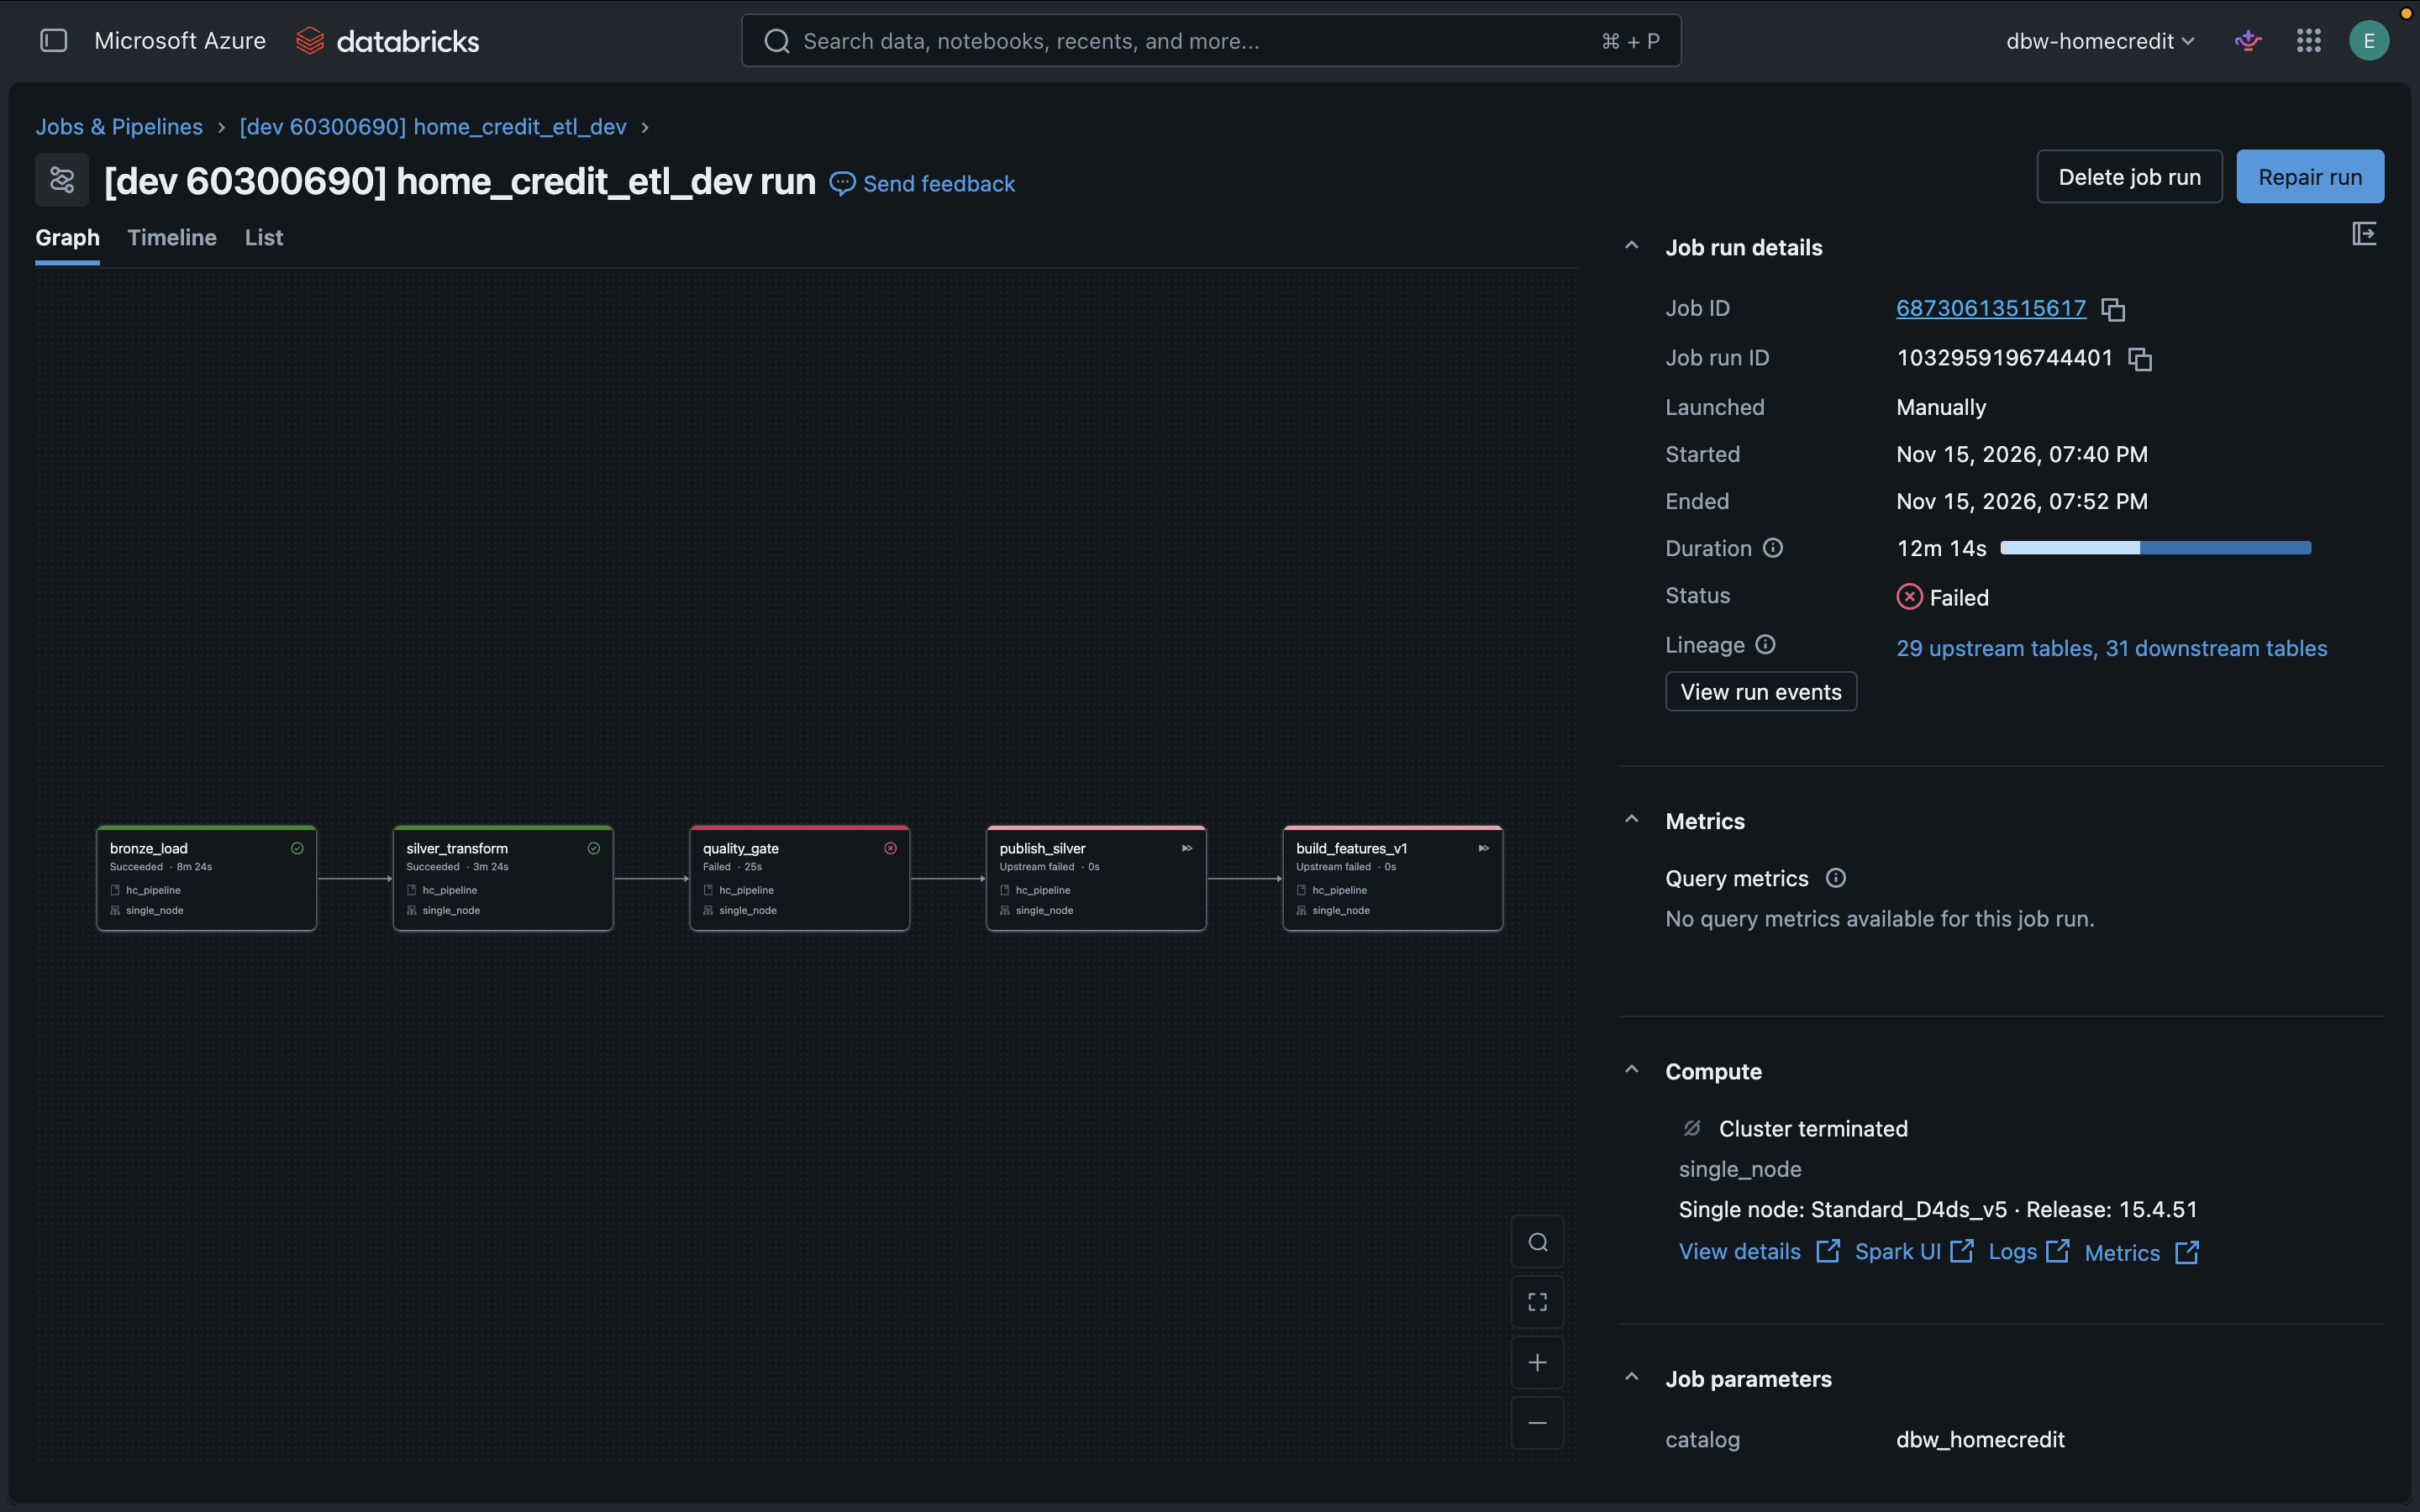 Microsoft Azure databricks
Search data, notebooks, recents, and more... ⌘ + P
dbw-homecredit
E
Jobs & Pipelines › [dev 60300690] home_credit_etl_dev ›
[dev 60300690] home_credit_etl_dev run
Send feedback
Delete job run
Repair run
Graph Timeline List
bronze_load
Succeeded · 8m 24s
hc_pipeline
single_node
silver_transform
Succeeded · 3m 24s
hc_pipeline
single_node
quality_gate
Failed · 25s
hc_pipeline
single_node
publish_silver
Upstream failed · 0s
hc_pipeline
single_node
build_features_v1
Upstream failed · 0s
hc_pipeline
single_node
Job run details
Job ID 68730613515617
Job run ID 1032959196744401
Launched Manually
Started Nov 15, 2026, 07:40 PM
Ended Nov 15, 2026, 07:52 PM
Duration 12m 14s
Status Failed
Lineage 29 upstream tables, 31 downstream tables
View run events
Metrics
Query metrics
No query metrics available for this job run.
Compute
Cluster terminated
single_node
Single node: Standard_D4ds_v5 · Release: 15.4.51
View details Spark UI Logs Metrics
Job parameters
catalog dbw_homecredit